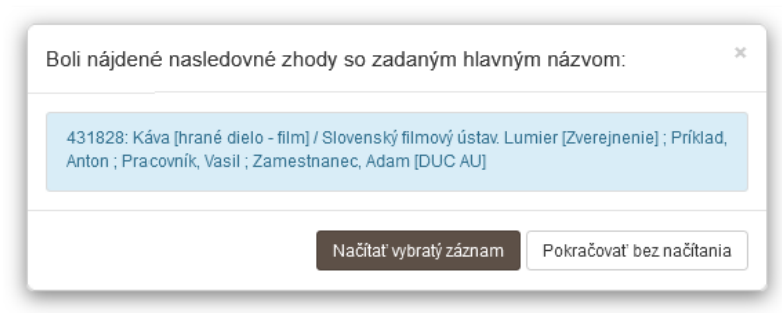 Boli nájdené nasledovné zhody so zadaným hlavným názvom:
×
431828: Káva [hrané dielo - film] / Slovenský filmový ústav. Lumier [Zverejnenie] ; Príklad,
Anton ; Pracovník, Vasil ; Zamestnanec, Adam [DUC AU]
Načítať vybratý záznam
Pokračovať bez načítania